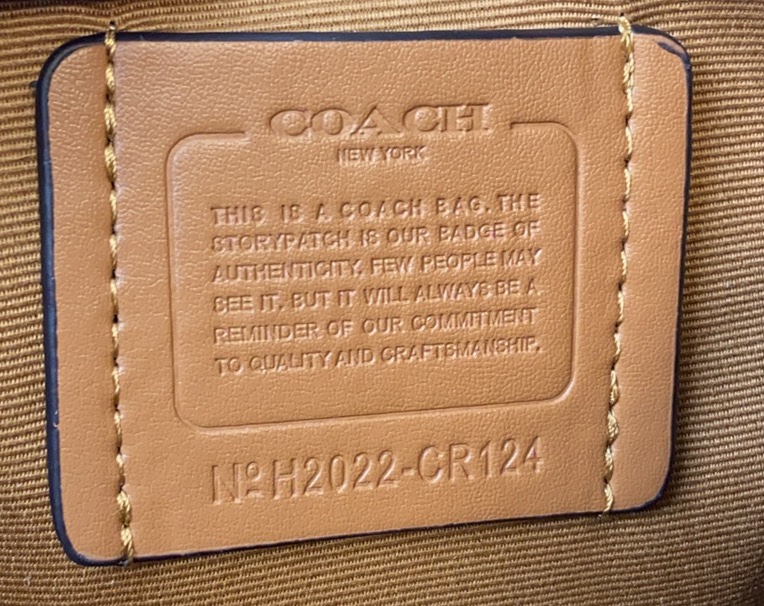 COACH
NEW YORK
THIS IS A COACH BAG. THE
STORYPATCH IS OUR BADGE OF
AUTHENTICITY. FEW PEOPLE MAY
SEE IT. BUT IT WILL ALWAYS BE A
REMINDER OF OUR COMMITMENT
TO QUALITY AND CRAFTSMANSHIP.
Nº H2022-CR124